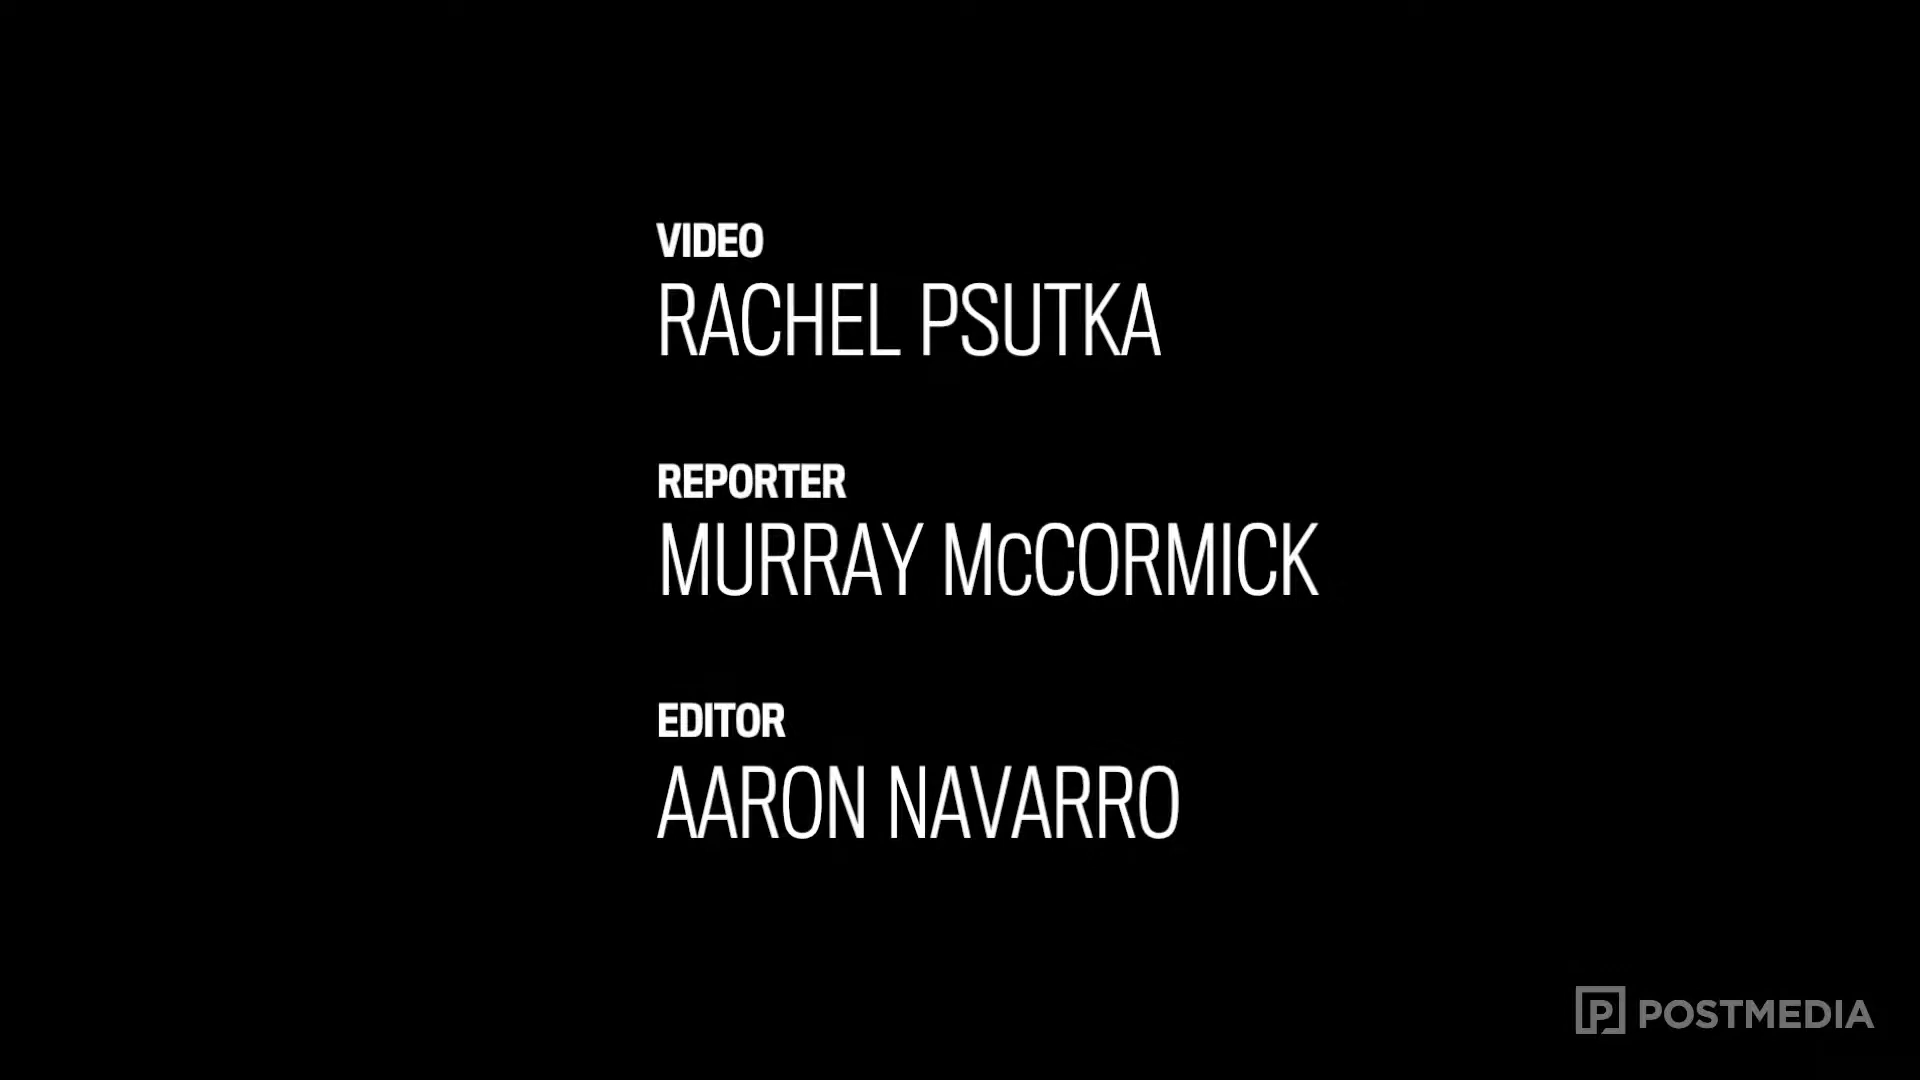 VIDEO
RACHEL PSUTKA
REPORTER
MURRAY McCORMICK
EDITOR
AARON NAVARRO
POSTMEDIA